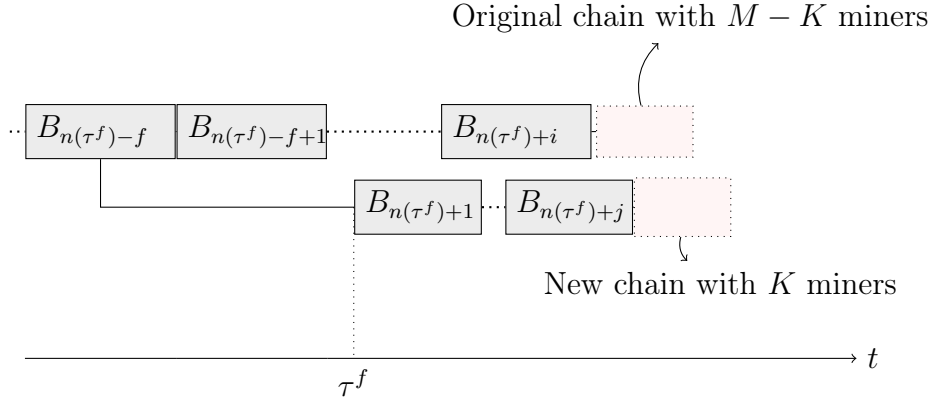 Original chain with M − K miners
B_{n(τ^f)−f} B_{n(τ^f)−f+1} B_{n(τ^f)+i}
B_{n(τ^f)+1} B_{n(τ^f)+j}
New chain with K miners
t
τ^f